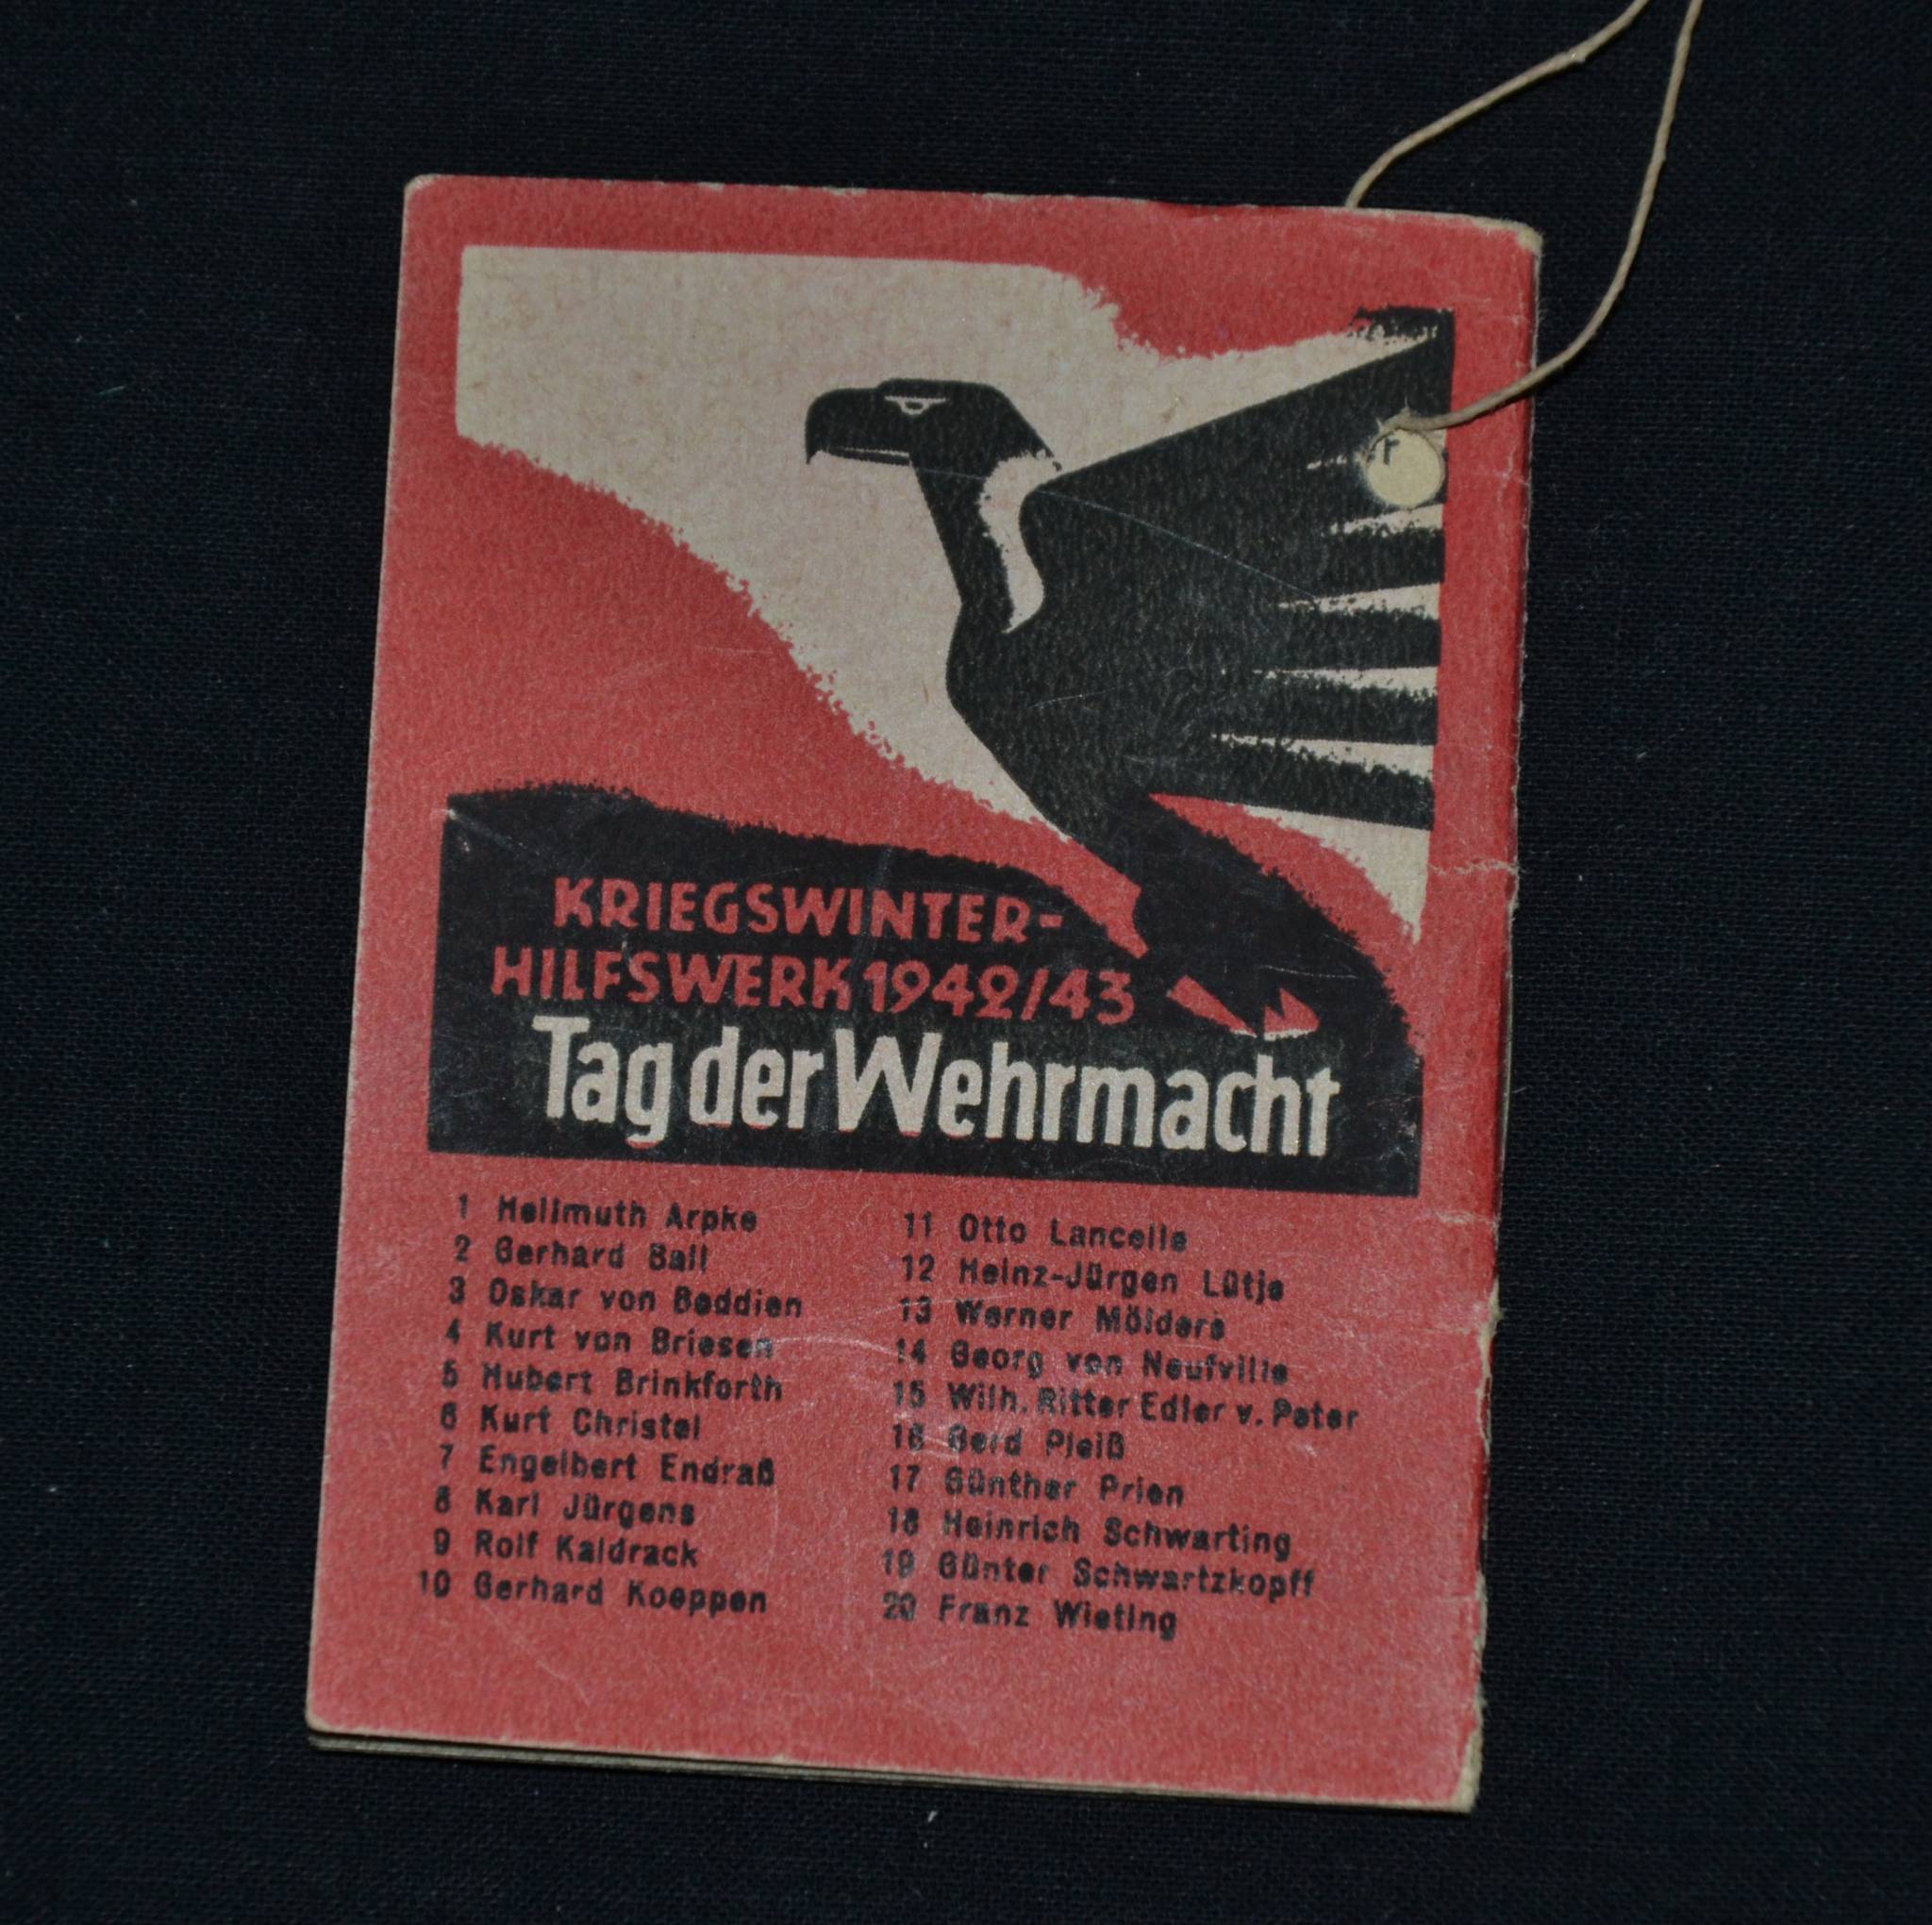 KRIEGSWINTER-
HILFSWERK 1942/43
Tag der Wehrmacht
1 Hellmuth Arpke
2 Gerhard Ball
3 Oskar von Beddien
4 Kurt von Briesen
5 Hubert Brinkforth
6 Kurt Christel
7 Engelbert Endraß
8 Karl Jürgens
9 Rolf Kaldrack
10 Gerhard Koeppen
11 Otto Lancelle
12 Heinz-Jürgen Lütje
13 Werner Mölders
14 Georg von Neufville
15 Wilh. Ritter Edler v. Peter
16 Gerd Pleiß
17 Günther Prien
18 Heinrich Schwarting
19 Günter Schwartzkopff
20 Franz Wieting